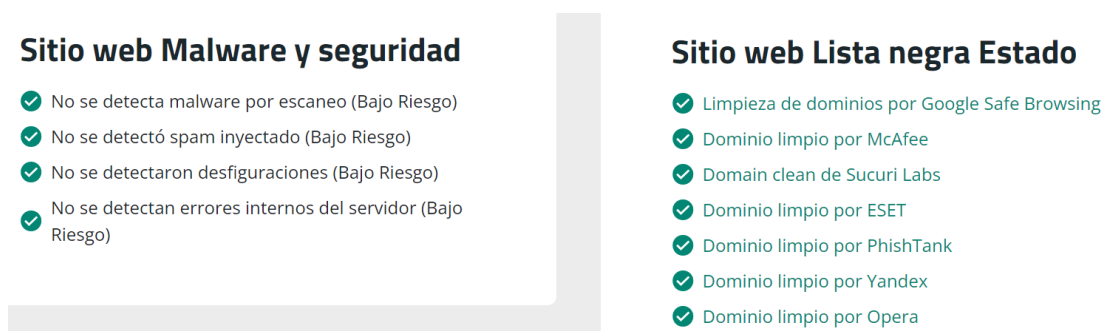 Sitio web Malware y seguridad
No se detecta malware por escaneo (Bajo Riesgo)
No se detectó spam inyectado (Bajo Riesgo)
No se detectaron desfiguraciones (Bajo Riesgo)
No se detectan errores internos del servidor (Bajo
Riesgo)
Sitio web Lista negra Estado
Limpieza de dominios por Google Safe Browsing
Dominio limpio por McAfee
Domain clean de Sucuri Labs
Dominio limpio por ESET
Dominio limpio por PhishTank
Dominio limpio por Yandex
Dominio limpio por Opera